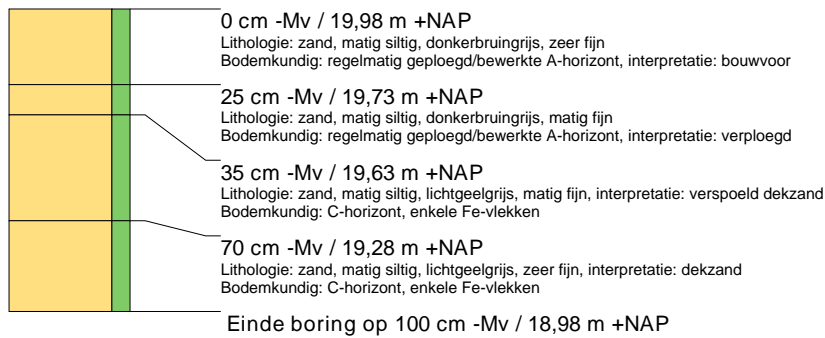 0 cm -Mv / 19,98 m +NAP
Lithologie: zand, matig siltig, donkerbruingrijs, zeer fijn
Bodemkundig: regelmatig geploegd/bewerkte A-horizont, interpretatie: bouwvoor
25 cm -Mv / 19,73 m +NAP
Lithologie: zand, matig siltig, donkerbruingrijs, matig fijn
Bodemkundig: regelmatig geploegd/bewerkte A-horizont, interpretatie: verploegd
35 cm -Mv / 19,63 m +NAP
Lithologie: zand, matig siltig, lichtgeelgrijs, matig fijn, interpretatie: verspoeld dekzand
Bodemkundig: C-horizont, enkele Fe-vlekken
70 cm -Mv / 19,28 m +NAP
Lithologie: zand, matig siltig, lichtgeelgrijs, zeer fijn, interpretatie: dekzand
Bodemkundig: C-horizont, enkele Fe-vlekken
Einde boring op 100 cm -Mv / 18,98 m +NAP